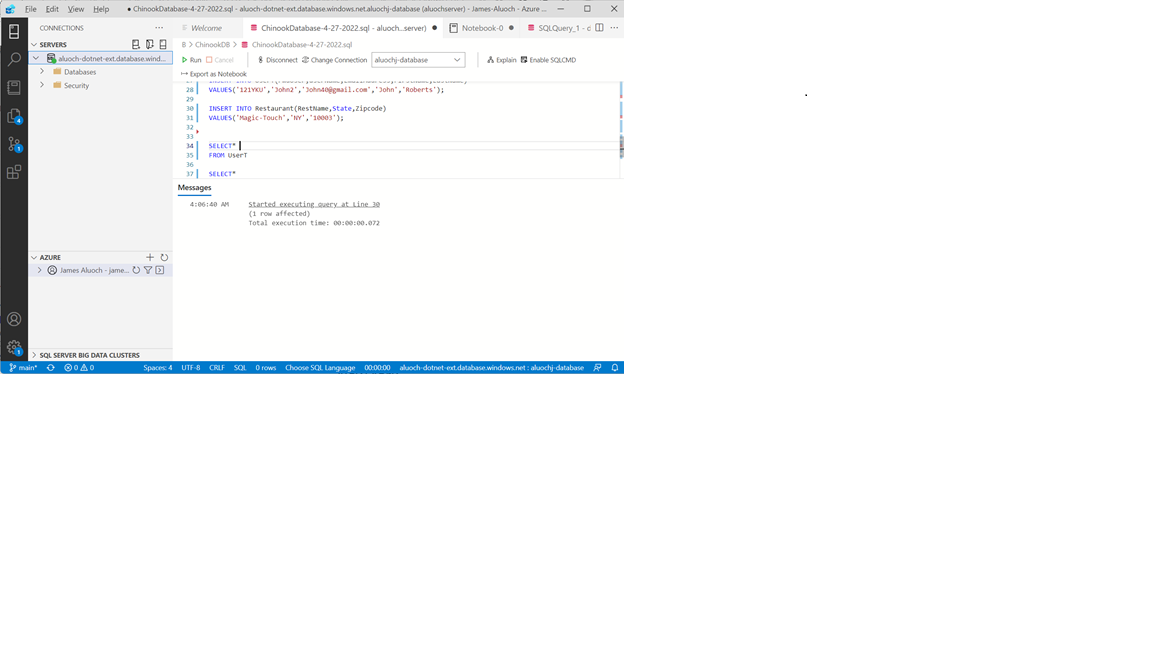 File Edit View Help ● ChinookDatabase-4-27-2022.sql - aluoch-dotnet-ext.database.windows.net.aluochj-database (aluochserver) - James-Aluoch - Azure ...
CONNECTIONS
SERVERS
aluoch-dotnet-ext.database.wind...
Databases
Security
AZURE
James Aluoch - jame...
SQL SERVER BIG DATA CLUSTERS
4
1
1
Welcome ChinookDatabase-4-27-2022.sql - aluoch...server) ● Notebook-0 ● SQLQuery_1 - d
B > ChinookDB > ChinookDatabase-4-27-2022.sql
Run Cancel Disconnect Change Connection aluochj-database Explain Enable SQLCMD
Export as Notebook
28 VALUES('121YKU','John2','John40@gmail.com','John','Roberts');
29
30 INSERT INTO Restaurant(RestName,State,Zipcode)
31 VALUES('Magic-Touch','NY','10003');
32
33
34 SELECT*
35 FROM UserT
36
37 SELECT*
Messages
4:06:40 AM Started executing query at Line 30
(1 row affected)
Total execution time: 00:00:00.072
main* 0 0 Spaces: 4 UTF-8 CRLF SQL 0 rows Choose SQL Language 00:00:00 aluoch-dotnet-ext.database.windows.net : aluochj-database